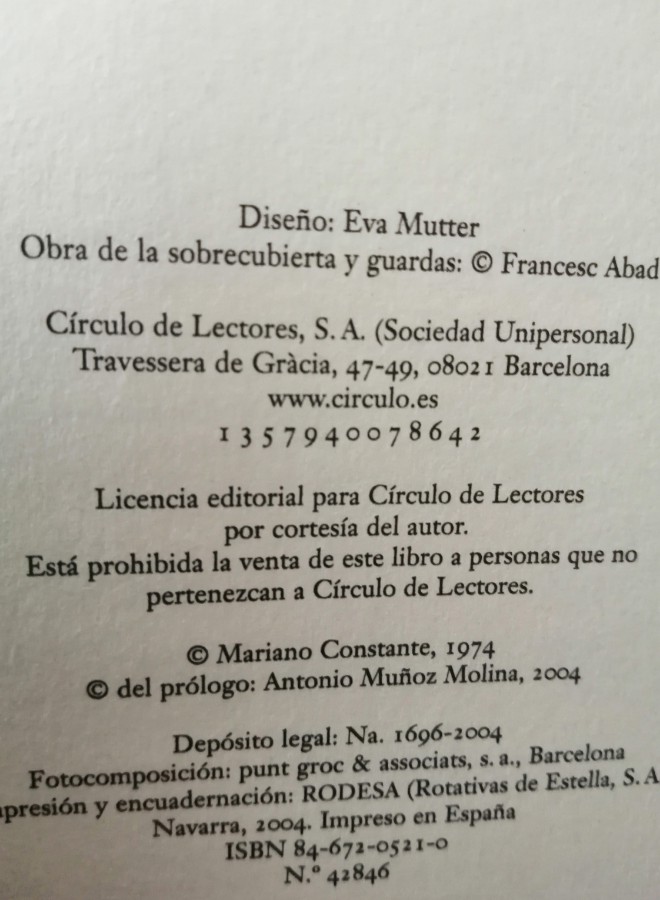 Diseño: Eva Mutter
Obra de la sobrecubierta y guardas: © Francesc Abad
Círculo de Lectores, S. A. (Sociedad Unipersonal)
Travessera de Gràcia, 47-49, 08021 Barcelona
www.circulo.es
1 3 5 7 9 4 0 0 7 8 6 4 2
Licencia editorial para Círculo de Lectores
por cortesía del autor.
Está prohibida la venta de este libro a personas que no
pertenezcan a Círculo de Lectores.
© Mariano Constante, 1974
© del prólogo: Antonio Muñoz Molina, 2004
Depósito legal: Na. 1696-2004
Fotocomposición: punt groc & associats, s. a., Barcelona
presión y encuadernación: RODESA (Rotativas de Estella, S. A
Navarra, 2004. Impreso en España
ISBN 84-672-0521-0
N.º 42846